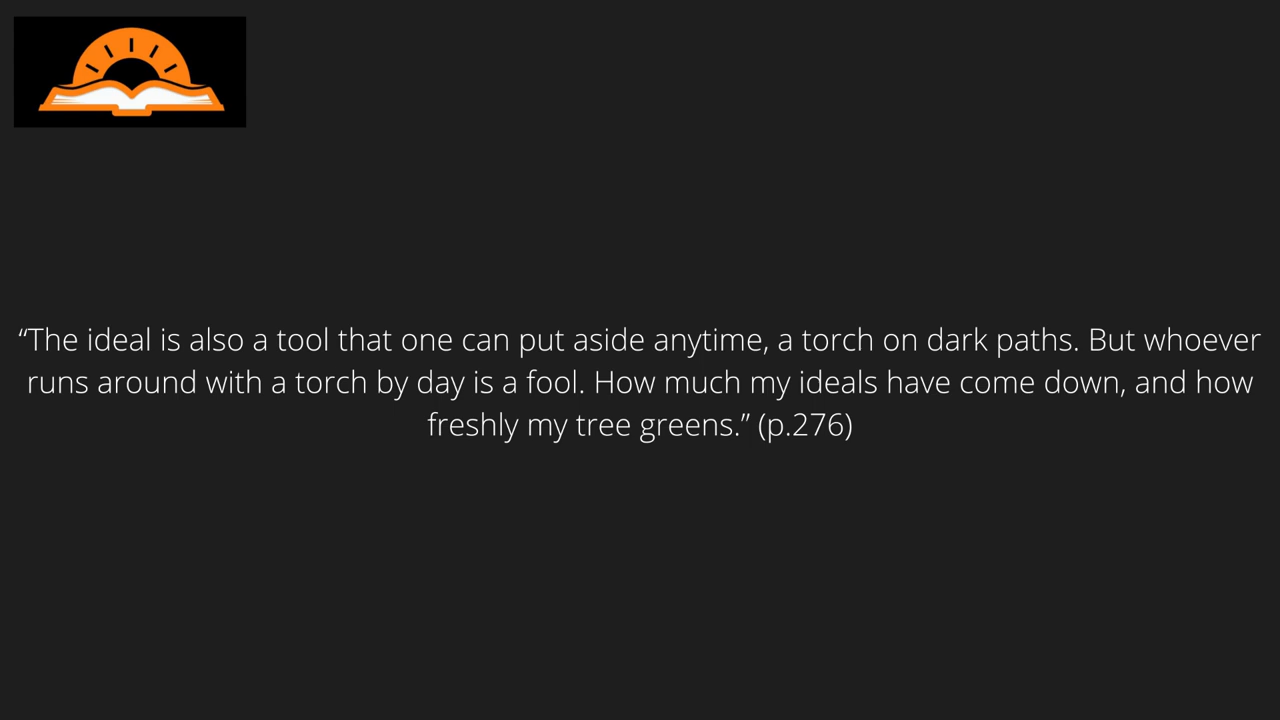 “The ideal is also a tool that one can put aside anytime, a torch on dark paths. But whoever
runs around with a torch by day is a fool. How much my ideals have come down, and how
freshly my tree greens.” (p.276)